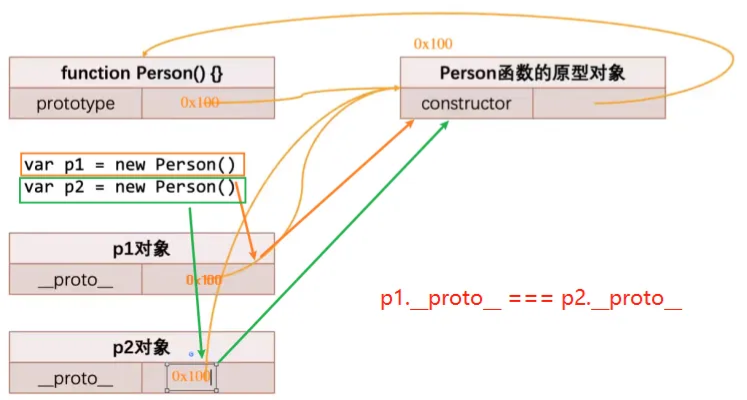 0x100
function Person() {}
prototype
0x100
Person函数的原型对象
constructor
var p1 = new Person()
var p2 = new Person()
p1对象
__proto__
0x100
p1.__proto__ === p2.__proto__
p2对象
__proto__
0x100